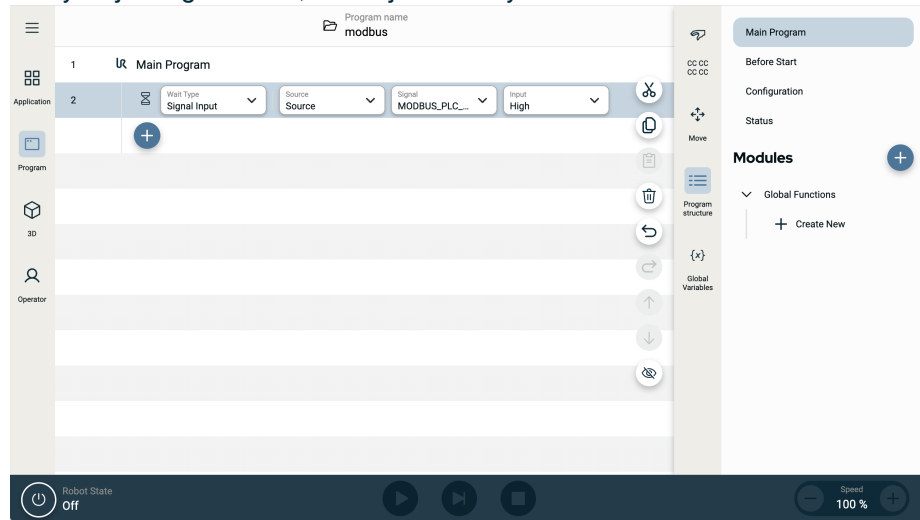 Program name
modbus
1 Main Program
2
Wait Type
Signal Input
Source
Source
Signal
MODBUS_PLC_...
Input
High
Application
Program
3D
Operator
CC CC
CC CC
Move
Program
structure
{x}
Global
Variables
Main Program
Before Start
Configuration
Status
Modules
Global Functions
Create New
Robot State
Off
Speed
100 %